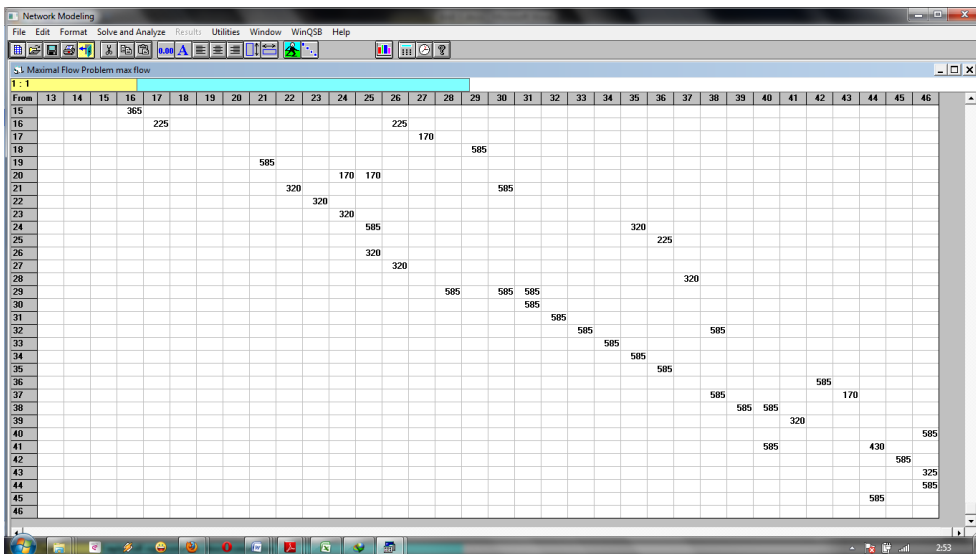 Network Modeling
File Edit Format Solve and Analyze Results Utilities Window WinQSB Help
0.00 A
Maximal Flow Problem max flow
1 : 1
From 13 14 15 16 17 18 19 20 21 22 23 24 25 26 27 28 29 30 31 32 33 34 35 36 37 38 39 40 41 42 43 44 45 46
15 365
16 225 225
17 170
18 585
19 585
20 170 170
21 320 585
22 320
23 320
24 585 320
25 225
26 320
27 320
28 320
29 585 585 585
30 585
31 585
32 585 585
33 585
34 585
35 585
36 585
37 585 170
38 585 585
39 320
40 585
41 585 430
42 585
43 325
44 585
45 585
46
2:53